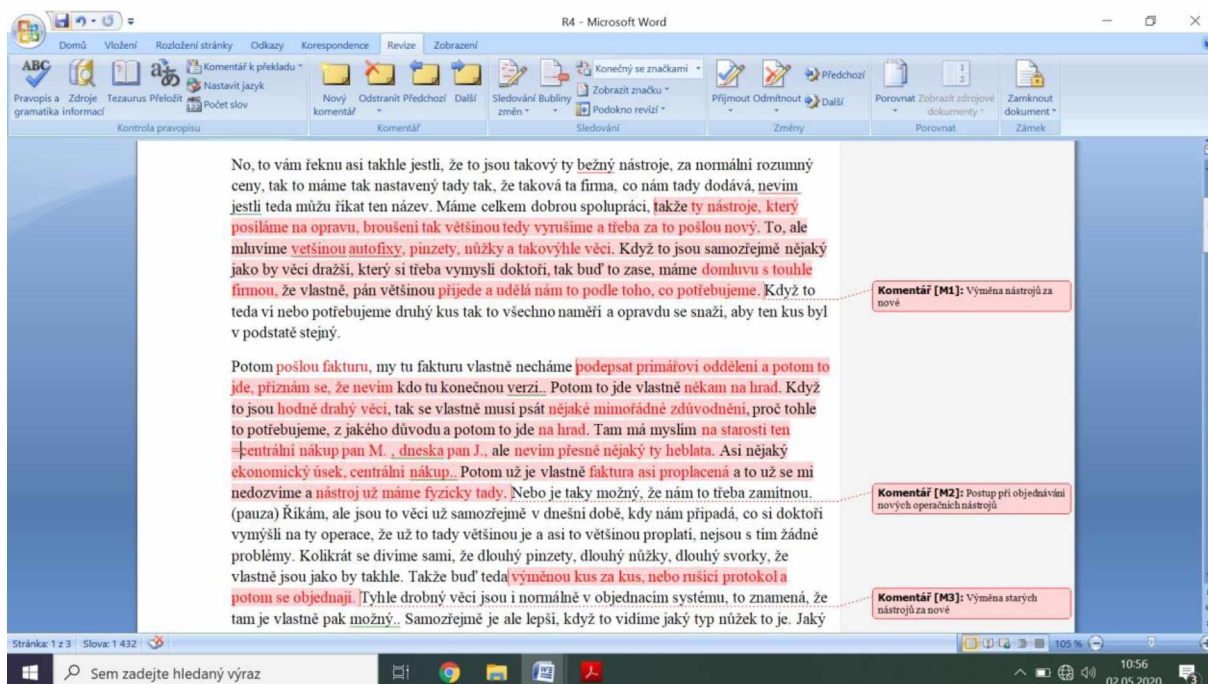 R4 - Microsoft Word
Domů Vložení Rozložení stránky Odkazy Korespondence Revize Zobrazení
ABC
Pravopis a gramatika
Zdroje informací
Tezaurus
Přeložit
Komentář k překladu
Nastavit jazyk
Počet slov
Kontrola pravopisu
Nový komentář
Odstranit
Předchozí
Další
Komentář
Sledování změn
Bubliny
Konečný se značkami
Zobrazit značku
Podokno revizí
Sledování
Přijmout
Odmítnout
Předchozí
Další
Změny
Porovnat
Zobrazit zdrojové dokumenty
Porovnat
Zamknout dokument
Zámek
No, to vám řeknu asi takhle jestli, že to jsou takový ty bežný nástroje, za normální rozumný
ceny, tak to máme tak nastavený tady tak, že taková ta firma, co nám tady dodává, nevim
jestli teda můžu říkat ten název. Máme celkem dobrou spolupráci, takže ty nástroje, který
posíláme na opravu, broušení tak většinou tedy vyrušíme a třeba za to pošlou nový. To, ale
mluvíme vetšinou autofixy, pinzety, nůžky a takovýhle věci. Když to jsou samozřejmě nějaký
jako by věci dražší, který si třeba vymyslí doktoři, tak buď to zase, máme domluvu s touhle
firmou, že vlastně, pán většinou přijede a udělá nám to podle toho, co potřebujeme. Když to
teda ví nebo potřebujeme druhý kus tak to všechno naměří a opravdu se snaží, aby ten kus byl
v podstatě stejný.
Komentář [M1]: Výměna nástrojů za
nové
Potom pošlou fakturu, my tu fakturu vlastně necháme podepsat primářovi oddělení a potom to
jde, přiznám se, že nevím kdo tu konečnou verzi.. Potom to jde vlastně někam na hrad. Když
to jsou hodně drahý věci, tak se vlastně musí psát nějaké mimořádné zdůvodnění, proč tohle
to potřebujeme, z jakého důvodu a potom to jde na hrad. Tam má myslím na starosti ten
=centrální nákup pan M. , dneska pan J., ale nevím přesně nějaký ty heblata. Asi nějaký
ekonomický úsek, centrální nákup.. Potom už je vlastně faktura asi proplacená a to už se mi
nedozvíme a nástroj už máme fyzicky tady. Nebo je taky možný, že nám to třeba zamítnou.
(pauza) Říkám, ale jsou to věci už samozřejmě v dnešní době, kdy nám připadá, co si doktoři
vymýšlí na ty operace, že už to tady většinou je a asi to většinou proplatí, nejsou s tím žádné
problémy. Kolikrát se divíme sami, že dlouhý pinzety, dlouhý nůžky, dlouhý svorky, že
vlastně jsou jako by takhle. Takže buď teda výměnou kus za kus, nebo rušící protokol a
potom se objednají. Tyhle drobný věci jsou i normálně v objednacím systému, to znamená, že
tam je vlastně pak možný.. Samozřejmě je ale lepší, když to vidíme jaký typ nůžek to je. Jaký
Komentář [M2]: Postup při objednávání
nových operačních nástrojů
Komentář [M3]: Výměna starých
nástrojů za nové
Stránka: 1 z 3 Slova: 1 432
105 %
Sem zadejte hledaný výraz
10:56
02.05.2020
3